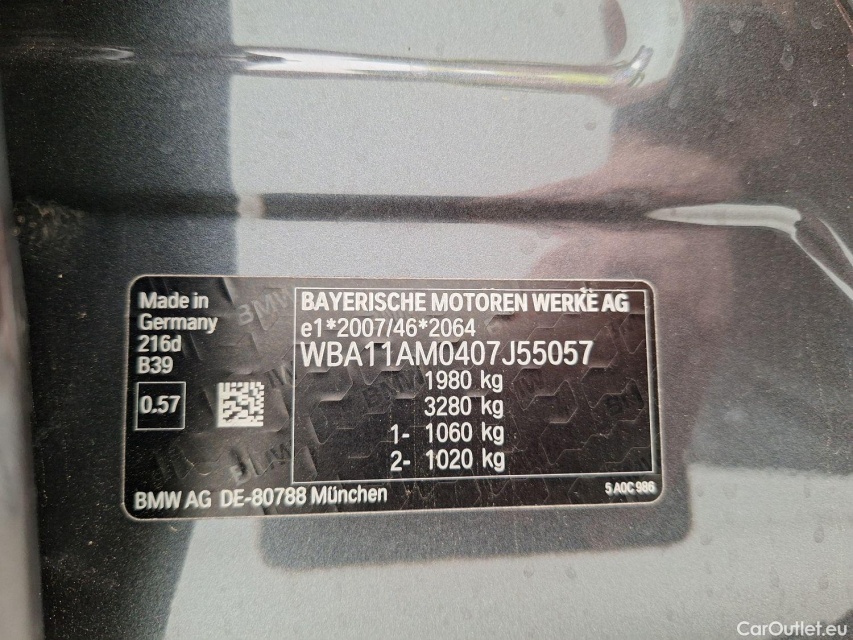 Made in
Germany
216d
B39
0.57
BAYERISCHE MOTOREN WERKE AG
e1*2007/46*2064
WBA11AM0407J55057
1980 kg
3280 kg
1- 1060 kg
2- 1020 kg
BMW AG DE-80788 München
5 A0C 986
CarOutlet.eu